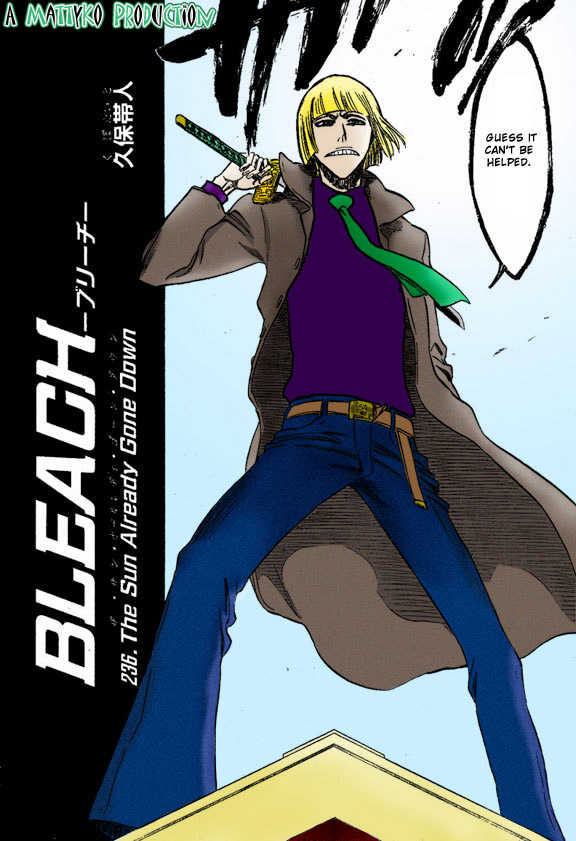 A MATTYKO PRODUCTION
GUESS IT
CAN'T BE
HELPED.
久保帯人
BLEACH
—ブリーチ—
236. The Sun Already Gone Down